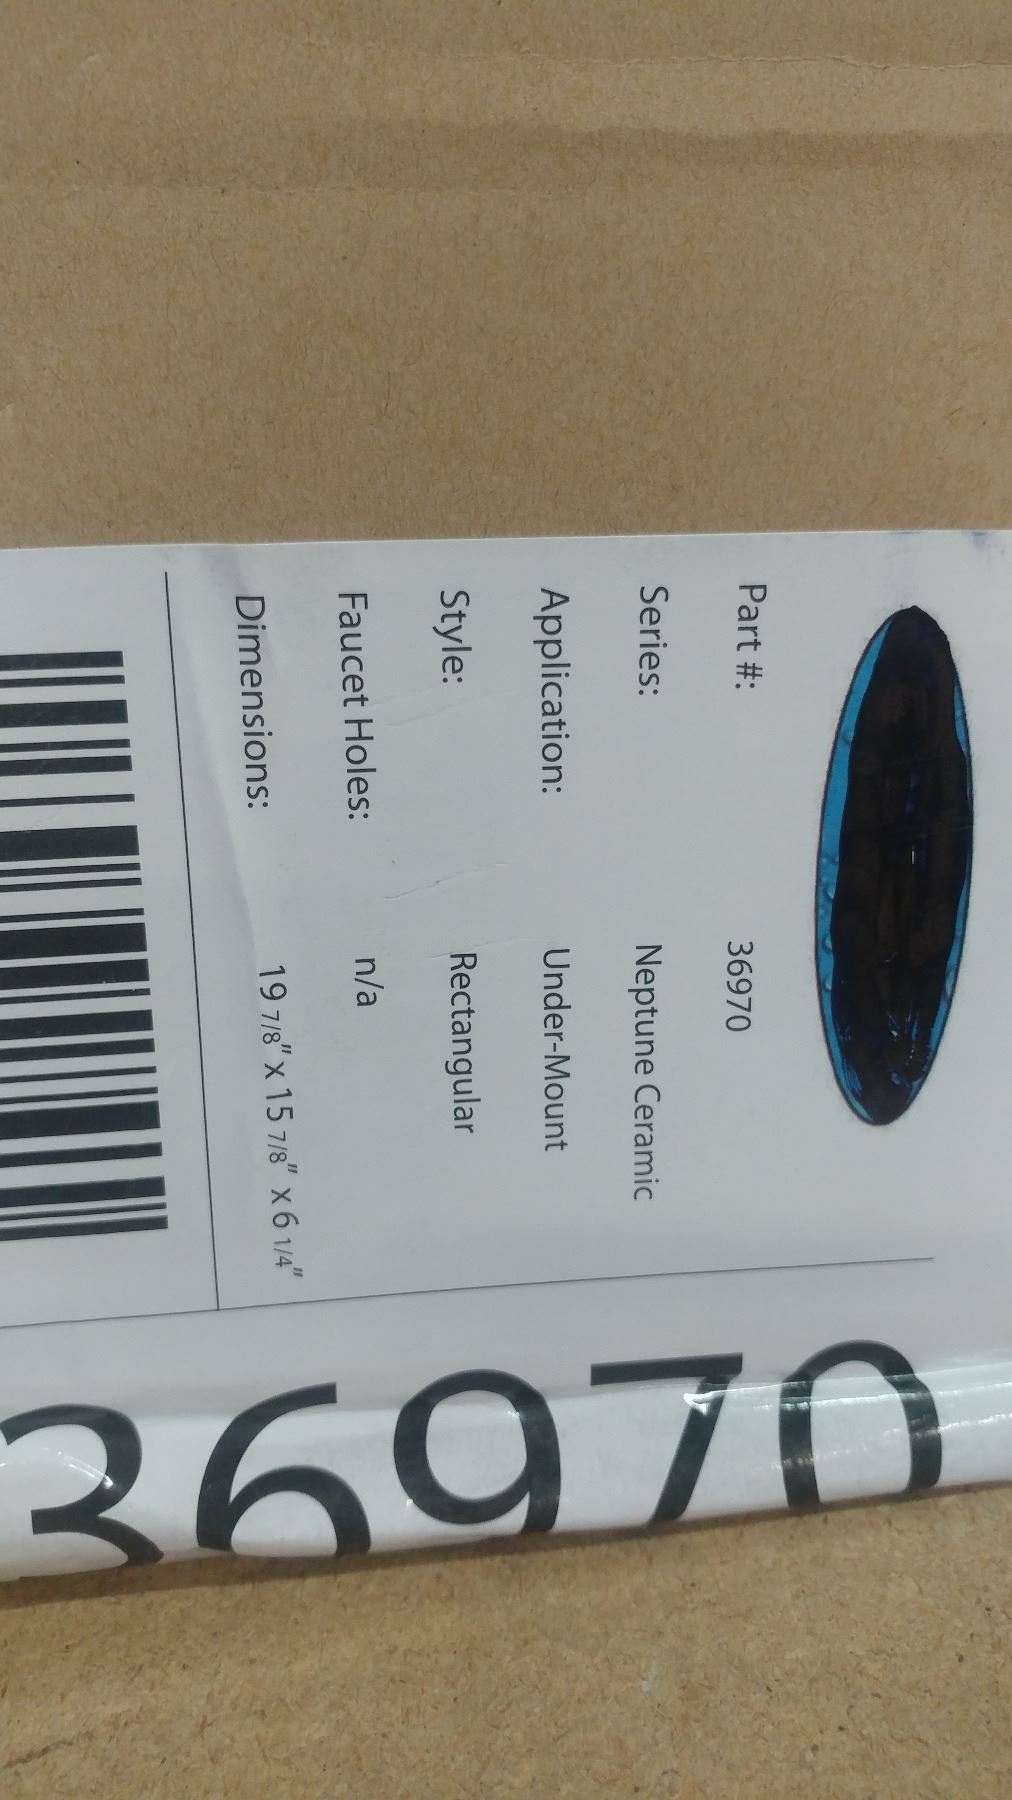 Part #: 36970
Series: Neptune Ceramic
Application: Under-Mount
Style: Rectangular
Faucet Holes: n/a
Dimensions: 19 7/8" x 15 7/8" x 6 1/4"
36970